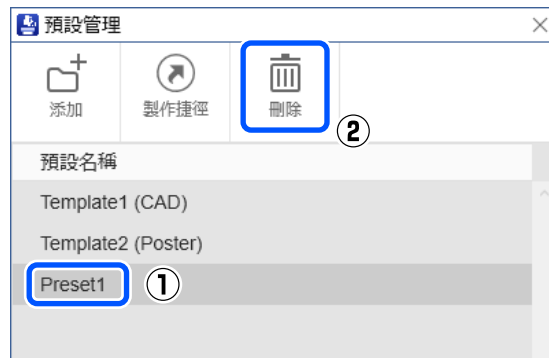 預設管理
添加 製作捷徑 刪除
②
預設名稱
Template1 (CAD)
Template2 (Poster)
Preset1 ①